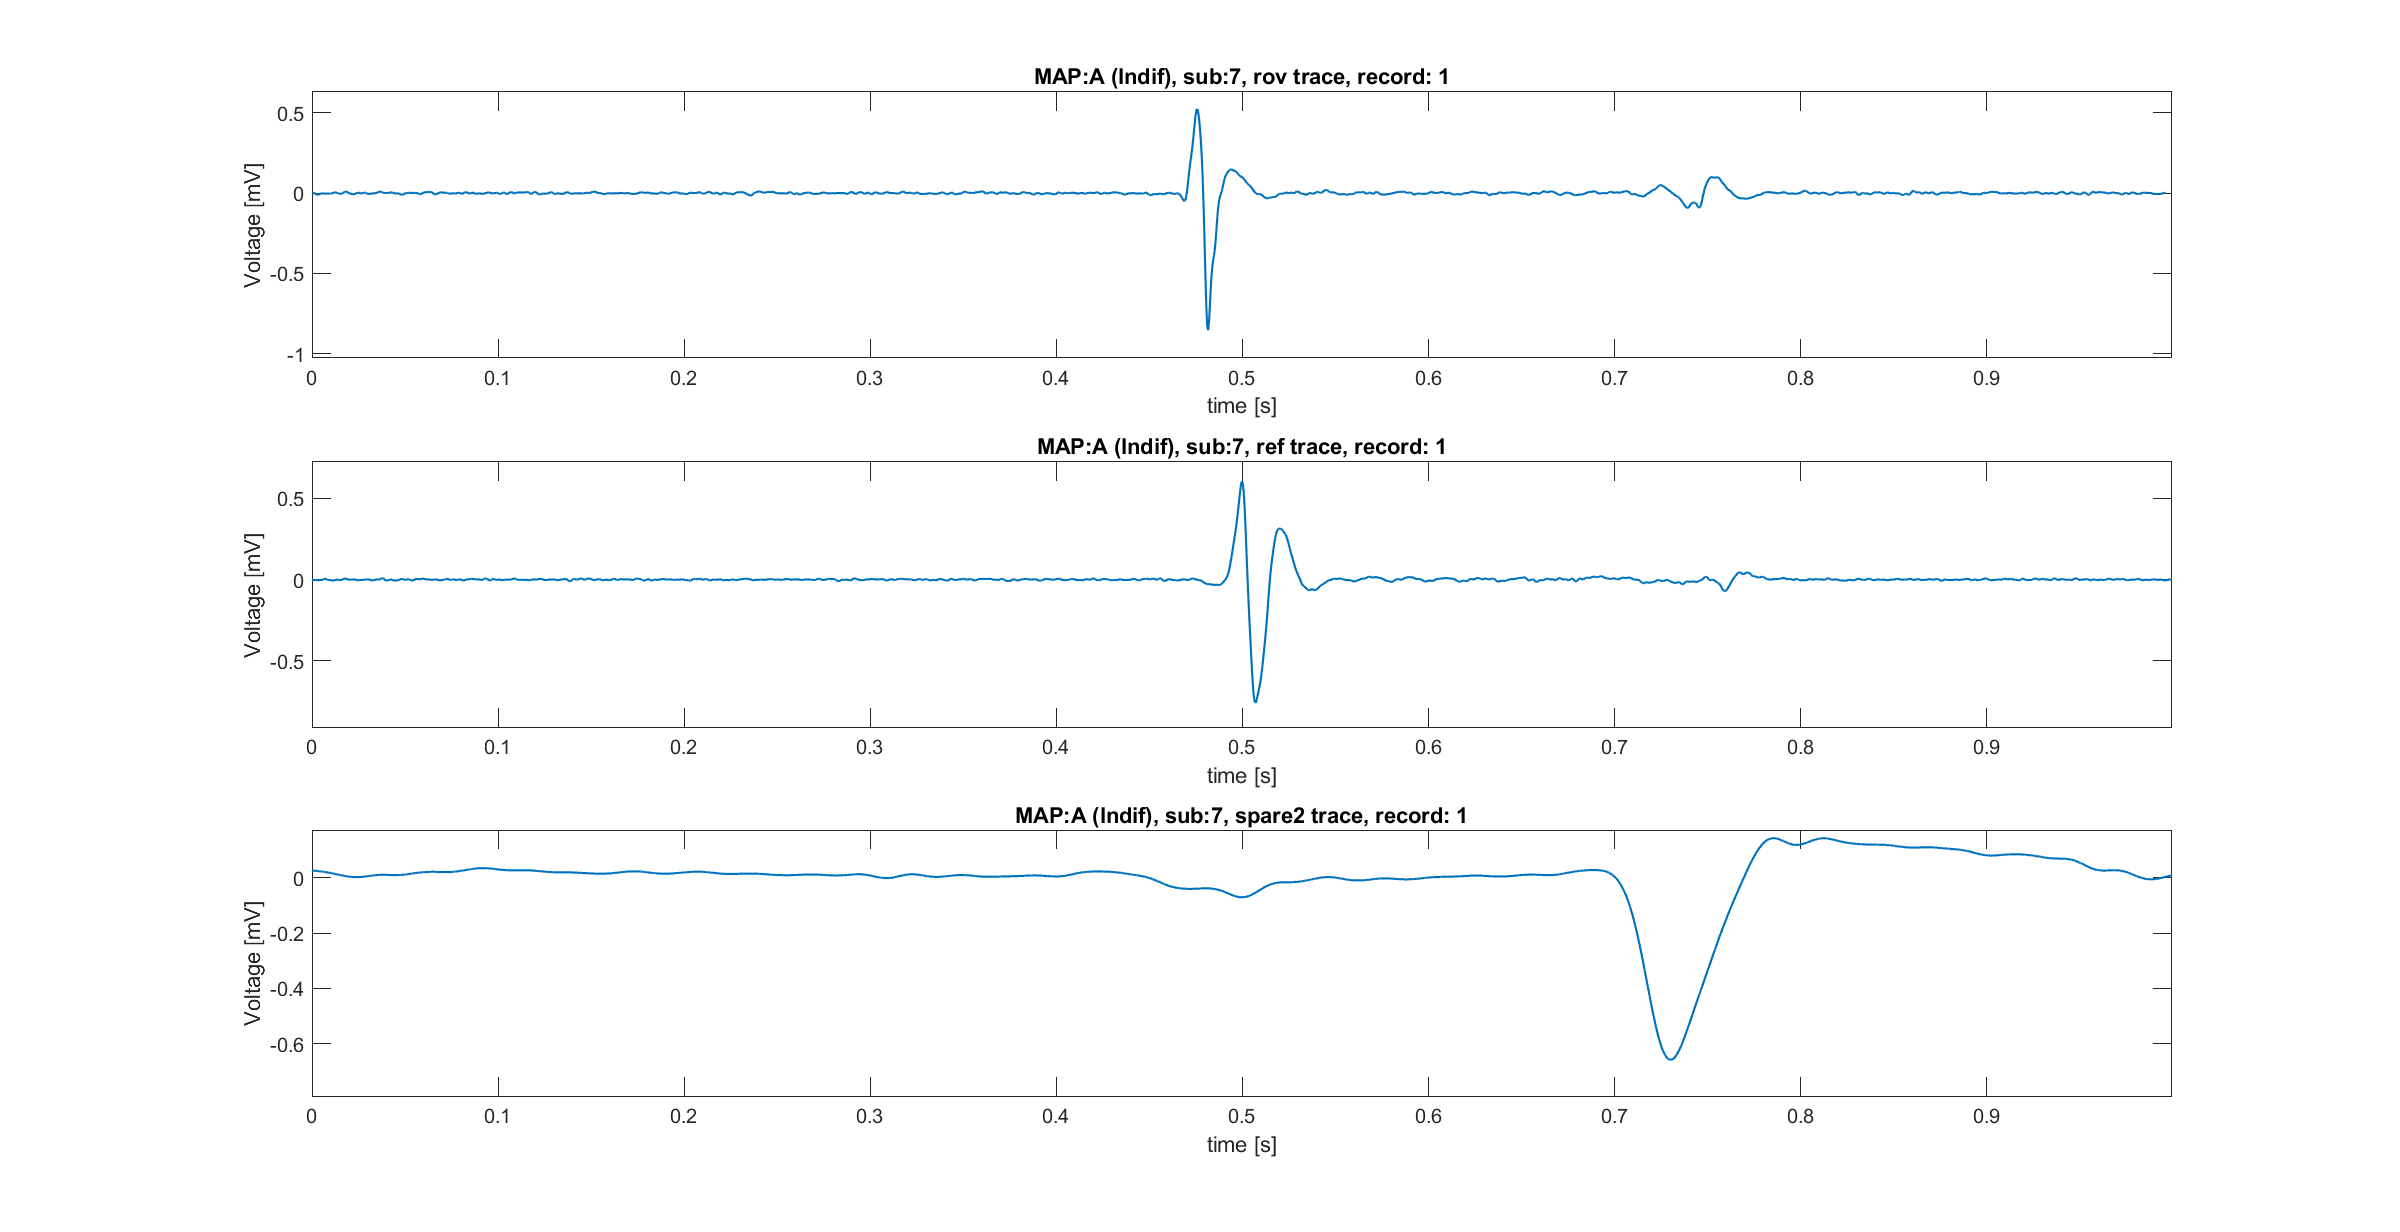 MAP:A (Indif), sub:7, rov trace, record: 1
0.5
0
-0.5
-1
Voltage [mV]
0 0.1 0.2 0.3 0.4 0.5 0.6 0.7 0.8 0.9
time [s]
MAP:A (Indif), sub:7, ref trace, record: 1
0.5
0
-0.5
Voltage [mV]
0 0.1 0.2 0.3 0.4 0.5 0.6 0.7 0.8 0.9
time [s]
MAP:A (Indif), sub:7, spare2 trace, record: 1
0
-0.2
-0.4
-0.6
Voltage [mV]
0 0.1 0.2 0.3 0.4 0.5 0.6 0.7 0.8 0.9
time [s]